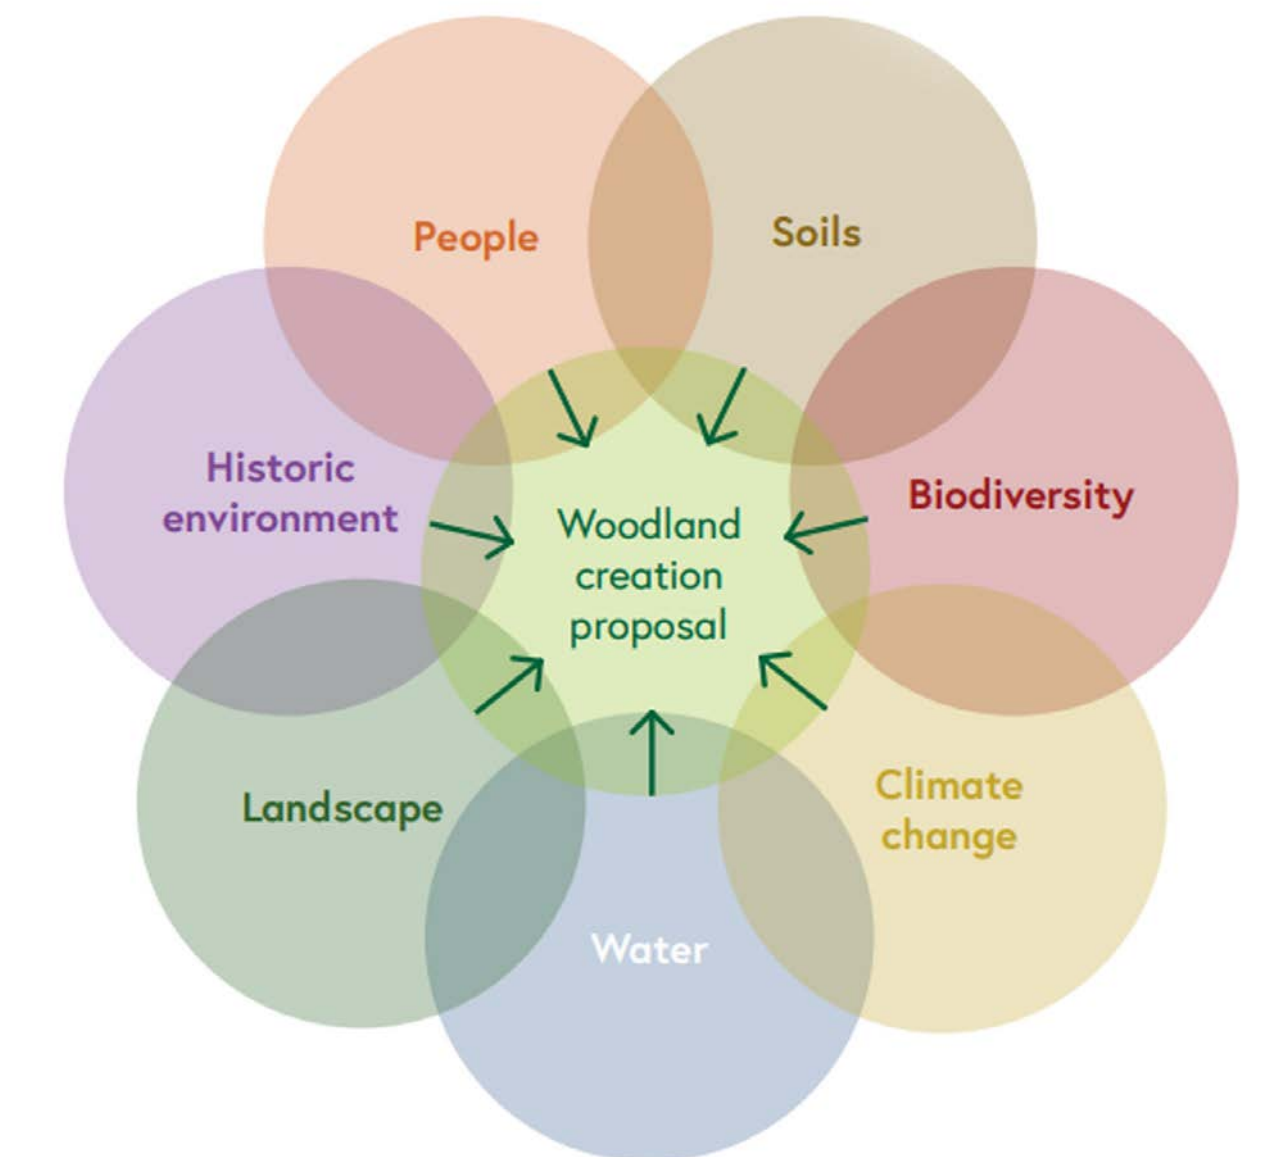 People
Soils
Historic
environment
Biodiversity
Woodland
creation
proposal
Landscape
Climate
change
Water